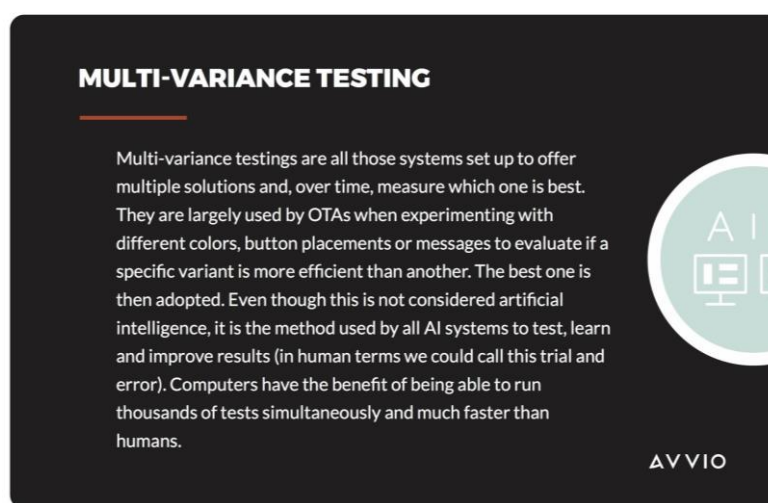 MULTI-VARIANCE TESTING
Multi-variance testings are all those systems set up to offer
multiple solutions and, over time, measure which one is best.
They are largely used by OTAs when experimenting with
different colors, button placements or messages to evaluate if a
specific variant is more efficient than another. The best one is
then adopted. Even though this is not considered artificial
intelligence, it is the method used by all AI systems to test, learn
and improve results (in human terms we could call this trial and
error). Computers have the benefit of being able to run
thousands of tests simultaneously and much faster than
humans.
A I
AVVIO